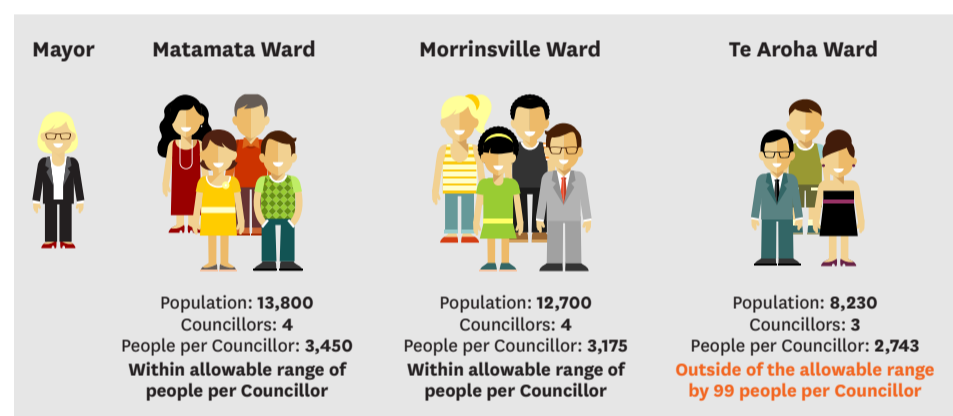 Mayor
Matamata Ward
Population: 13,800
Councillors: 4
People per Councillor: 3,450
Within allowable range of
people per Councillor
Morrinsville Ward
Population: 12,700
Councillors: 4
People per Councillor: 3,175
Within allowable range of
people per Councillor
Te Aroha Ward
Population: 8,230
Councillors: 3
People per Councillor: 2,743
Outside of the allowable range
by 99 people per Councillor